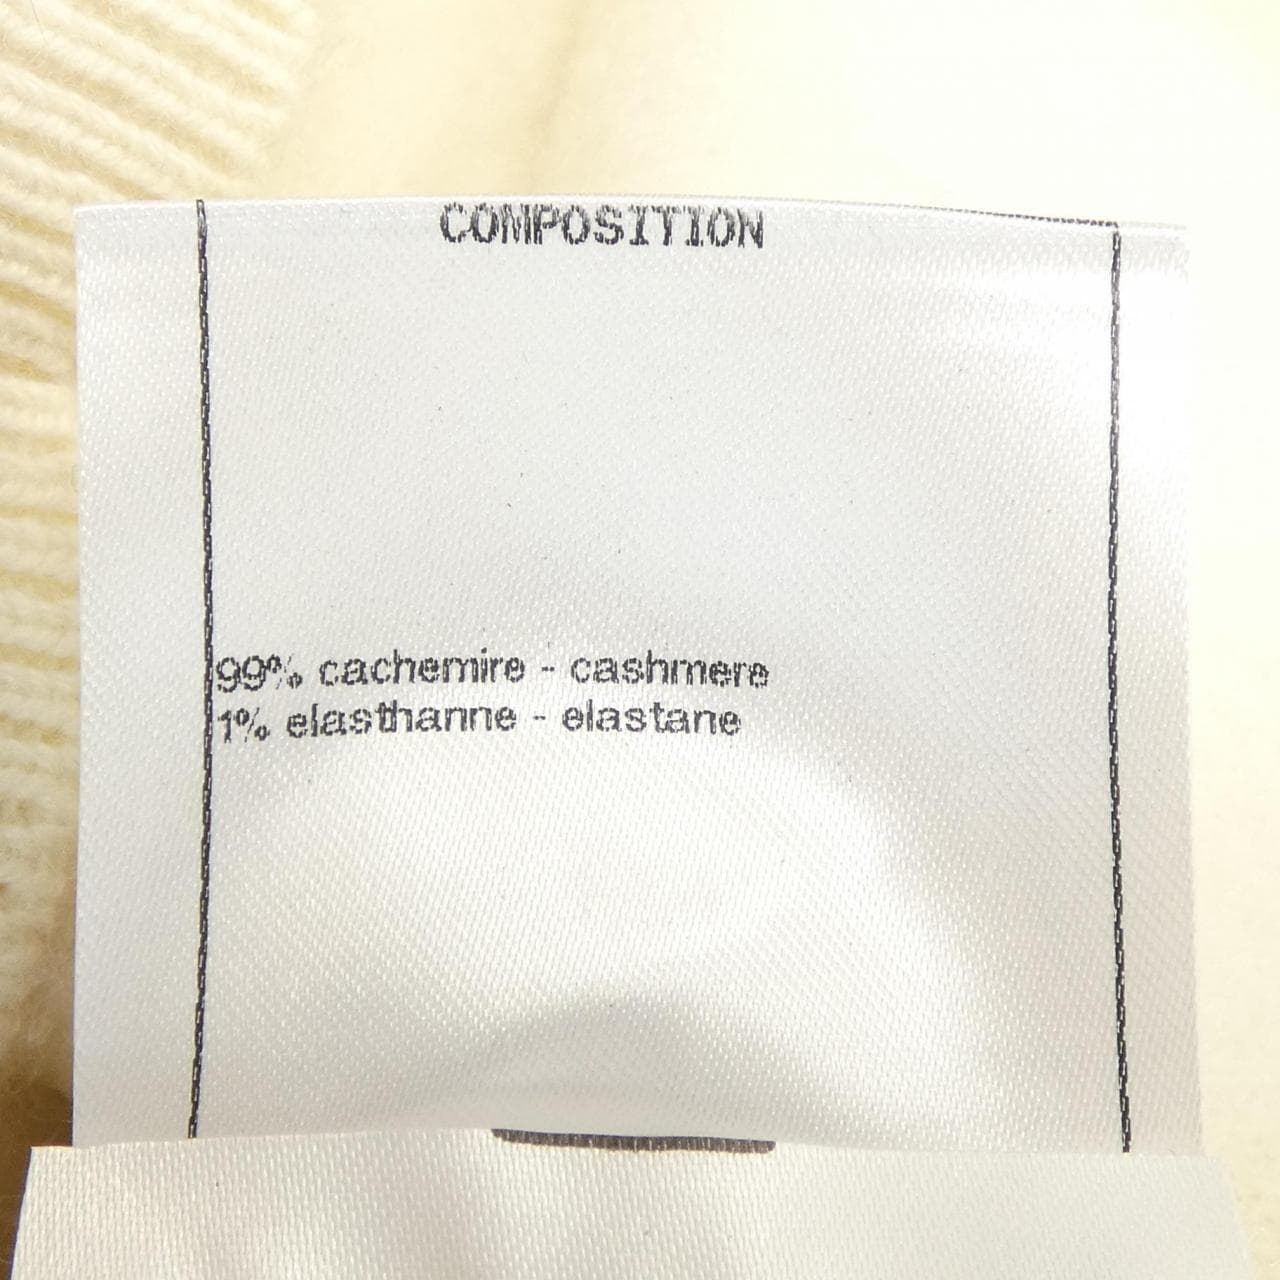 COMPOSITION
99% cachemire - cashmere
1% elasthanne - elastane